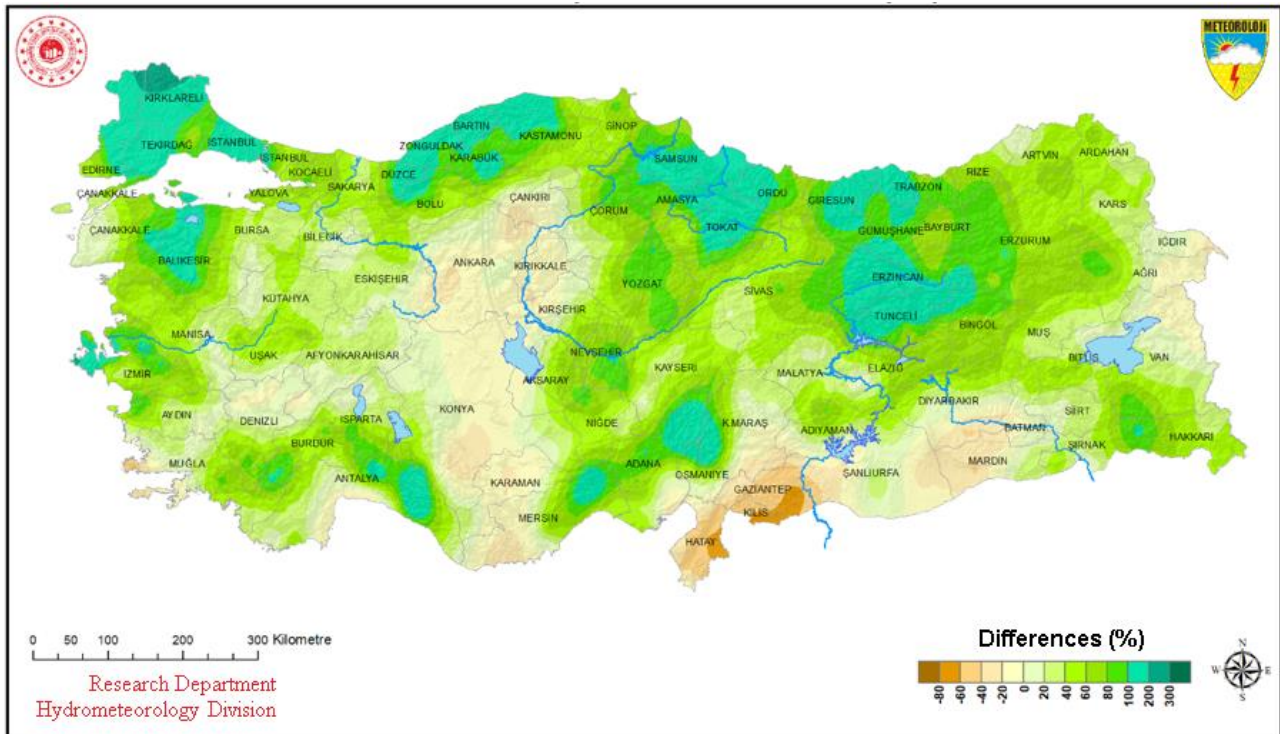 METEOROLOJİ
KIRKLARELİ
TEKİRDAĞ
İSTANBUL
EDİRNE
İSTANBUL
KOCAELİ
ÇANAKKALE
YALOVA
SAKARYA
DÜZCE
ZONGULDAK
BARTIN
KARABÜK
KASTAMONU
SİNOP
SAMSUN
ARTVİN
ARDAHAN
RİZE
TRABZON
ORDU
GİRESUN
KARS
ÇANAKKALE
BURSA
BİLECİK
BOLU
ÇANKIRI
ÇORUM
AMASYA
TOKAT
GÜMÜŞHANE
BAYBURT
ERZURUM
IĞDIR
BALIKESİR
ESKİŞEHİR
ANKARA
KIRIKKALE
YOZGAT
SİVAS
ERZİNCAN
AĞRI
KÜTAHYA
KIRŞEHİR
TUNCELİ
BİNGÖL
MUŞ
MANİSA
UŞAK
AFYONKARAHİSAR
NEVŞEHİR
KAYSERİ
MALATYA
ELAZIĞ
BİTLİS
VAN
İZMİR
AKSARAY
AYDIN
DENİZLİ
ISPARTA
KONYA
NİĞDE
K.MARAŞ
ADIYAMAN
DİYARBAKIR
BATMAN
SİİRT
ŞIRNAK
HAKKARİ
MUĞLA
BURDUR
ANTALYA
KARAMAN
ADANA
OSMANİYE
GAZİANTEP
ŞANLIURFA
MARDİN
MERSİN
KİLİS
HATAY
0 50 100 200 300 Kilometre
Research Department
Hydrometeorology Division
Differences (%)
-80 -60 -40 -20 0 20 40 60 80 100 200 300
N
W E
S